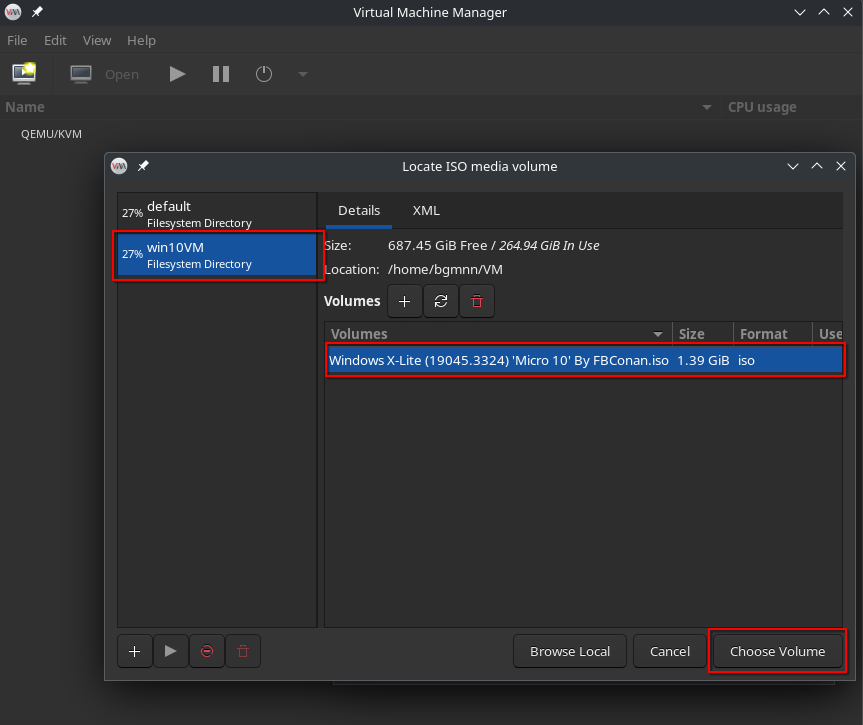 Virtual Machine Manager
File Edit View Help
Open
Name CPU usage
QEMU/KVM
Locate ISO media volume
27% default
Filesystem Directory
27% win10VM
Filesystem Directory
Details XML
Size: 687.45 GiB Free / 264.94 GiB In Use
Location: /home/bgmnn/VM
Volumes
Volumes Size Format Use
Windows X-Lite (19045.3324) 'Micro 10' By FBConan.iso 1.39 GiB iso
Browse Local Cancel Choose Volume